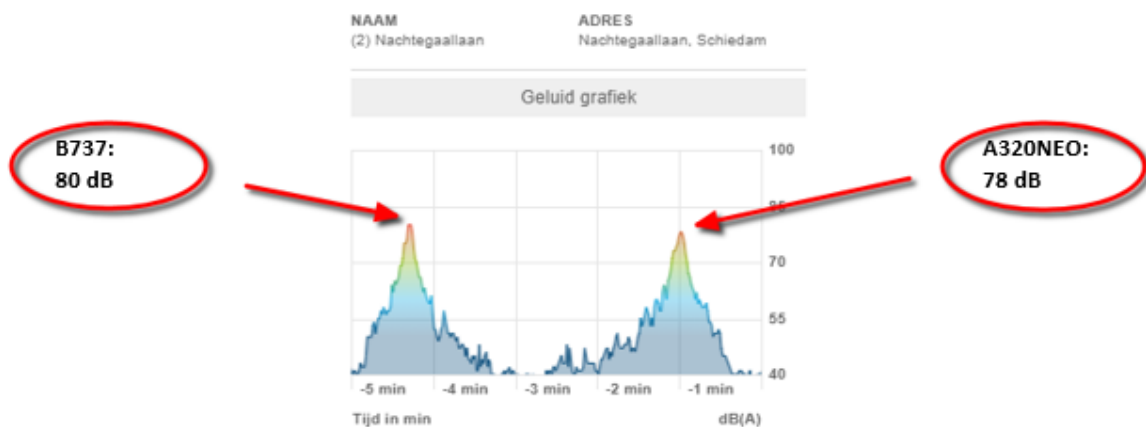 NAAM
(2) Nachtegaallaan
ADRES
Nachtegaallaan, Schiedam
Geluid grafiek
B737:
80 dB
A320NEO:
78 dB
100
85
70
55
40
-5 min
-4 min
-3 min
-2 min
-1 min
Tijd in min
dB(A)